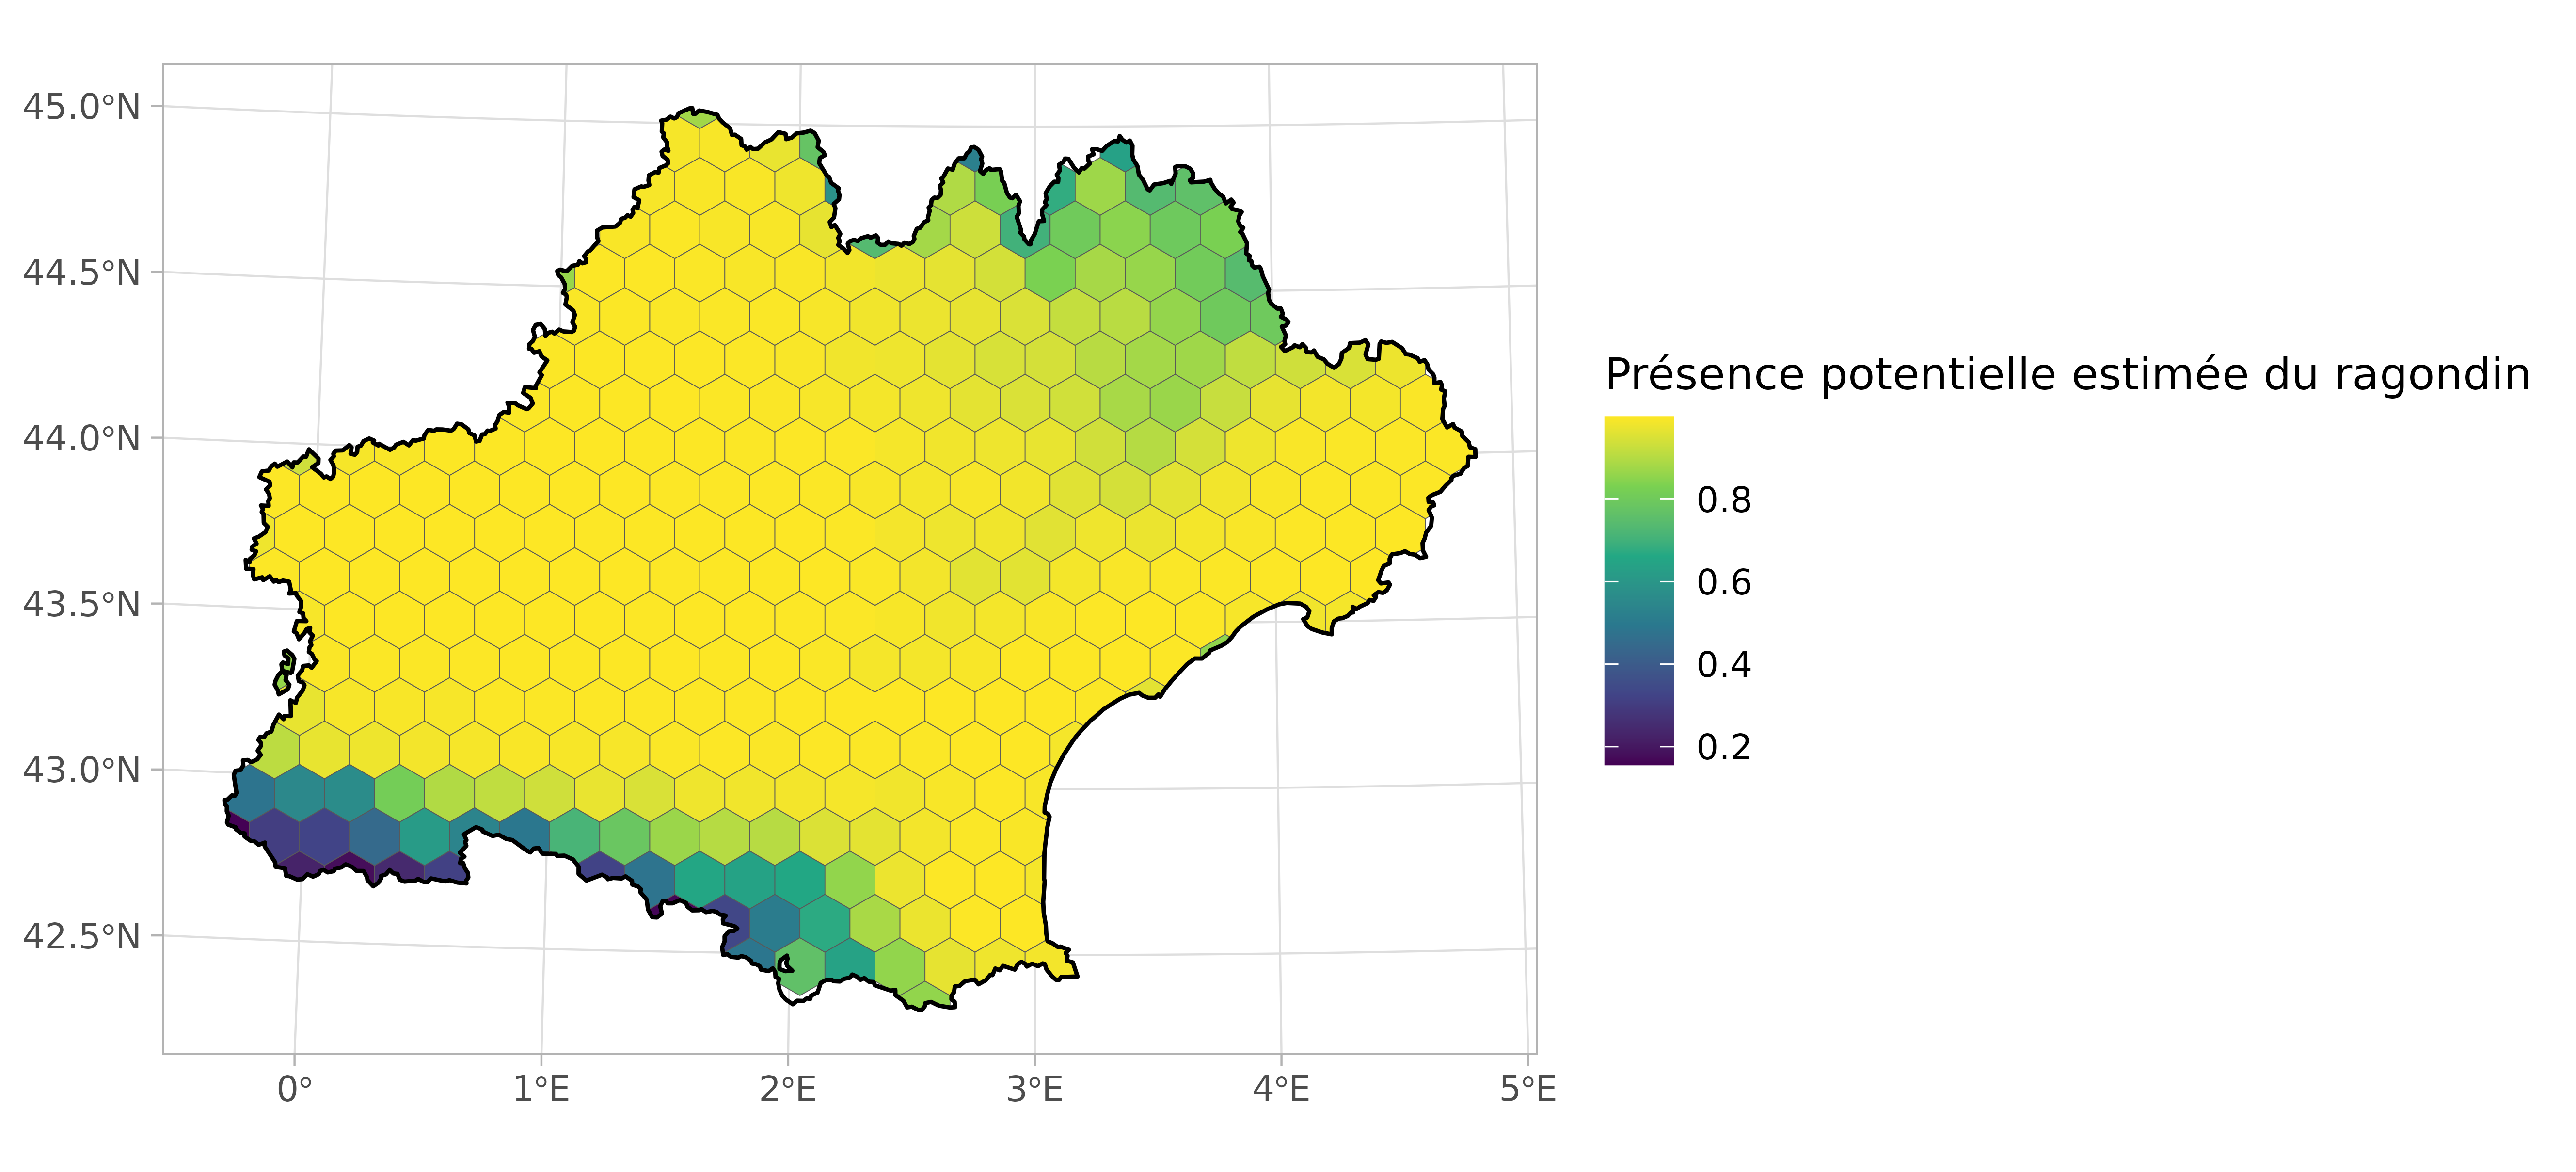 45.0°N
44.5°N
44.0°N
43.5°N
43.0°N
42.5°N
0°
1°E
2°E
3°E
4°E
5°E
Présence potentielle estimée du ragondin
0.8
0.6
0.4
0.2